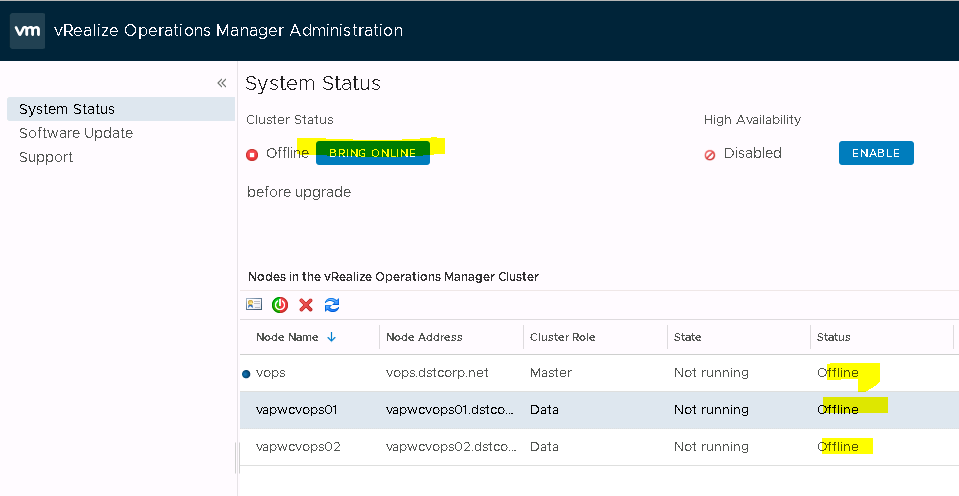 vm vRealize Operations Manager Administration
«
System Status
Software Update
Support
System Status
Cluster Status
High Availability
Offline BRING ONLINE
Disabled ENABLE
before upgrade
Nodes in the vRealize Operations Manager Cluster
Node Name ↓ Node Address Cluster Role State Status
vops vops.dstcorp.net Master Not running Offline
vapwcvops01 vapwcvops01.dstco... Data Not running Offline
vapwcvops02 vapwcvops02.dstco... Data Not running Offline